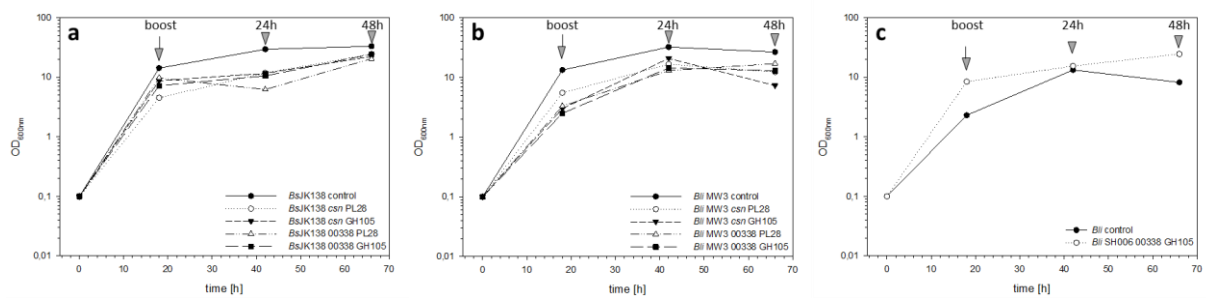 a
boost
24h
48h
100
10
1
0,1
0,01
OD600nm
0 10 20 30 40 50 60 70
time [h]
BsJK138 control
BsJK138 csn PL28
BsJK138 csn GH105
BsJK138 00338 PL28
BsJK138 00338 GH105
b
boost
24h
48h
100
10
1
0,1
0,01
OD600nm
0 10 20 30 40 50 60 70
time [h]
Bli MW3 control
Bli MW3 csn PL28
Bli MW3 csn GH105
Bli MW3 00338 PL28
Bli MW3 00338 GH105
c
boost
24h
48h
100
10
1
0,1
0,01
OD600nm
0 10 20 30 40 50 60 70
time [h]
Bli control
Bli SH006 00338 GH105